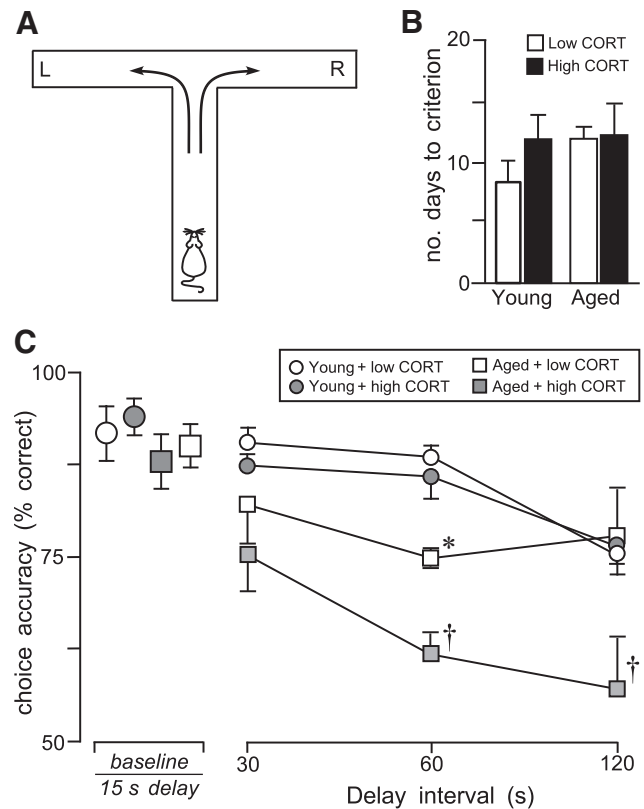 A
L
R
B
Low CORT
High CORT
no. days to criterion
20
10
0
Young
Aged
C
Young + low CORT
Young + high CORT
Aged + low CORT
Aged + high CORT
choice accuracy (% correct)
100
75
50
*
†
†
baseline
15 s delay
30
60
120
Delay interval (s)